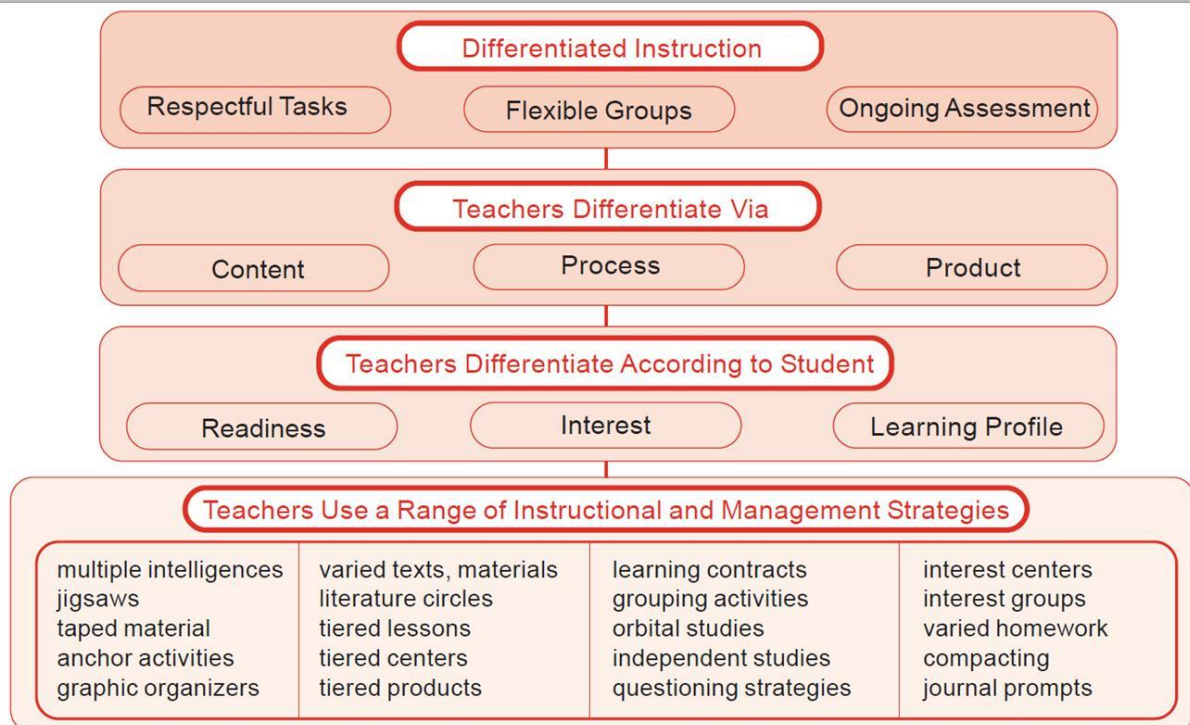 Differentiated Instruction
Respectful Tasks
Flexible Groups
Ongoing Assessment
Teachers Differentiate Via
Content
Process
Product
Teachers Differentiate According to Student
Readiness
Interest
Learning Profile
Teachers Use a Range of Instructional and Management Strategies
multiple intelligences
jigsaws
taped material
anchor activities
graphic organizers
varied texts, materials
literature circles
tiered lessons
tiered centers
tiered products
learning contracts
grouping activities
orbital studies
independent studies
questioning strategies
interest centers
interest groups
varied homework
compacting
journal prompts